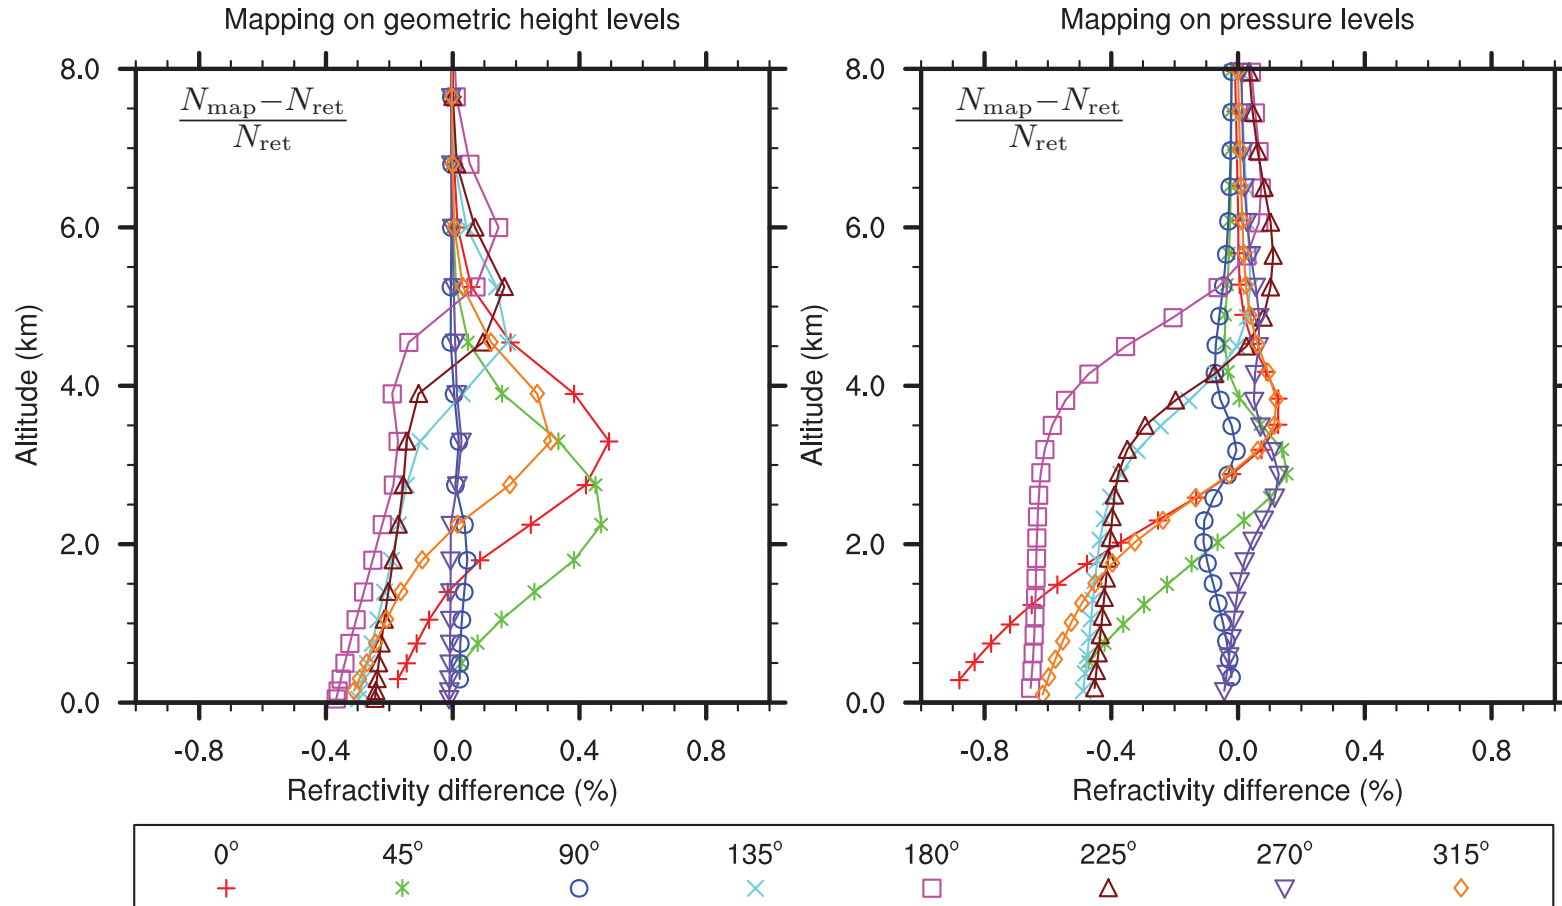 Mapping on geometric height levels
8.0
6.0
4.0
2.0
0.0
Altitude (km)
N_map−N_ret
N_ret
-0.8 -0.4 0.0 0.4 0.8
Refractivity difference (%)
Mapping on pressure levels
8.0
6.0
4.0
2.0
0.0
Altitude (km)
N_map−N_ret
N_ret
-0.8 -0.4 0.0 0.4 0.8
Refractivity difference (%)
0° 45° 90° 135° 180° 225° 270° 315°